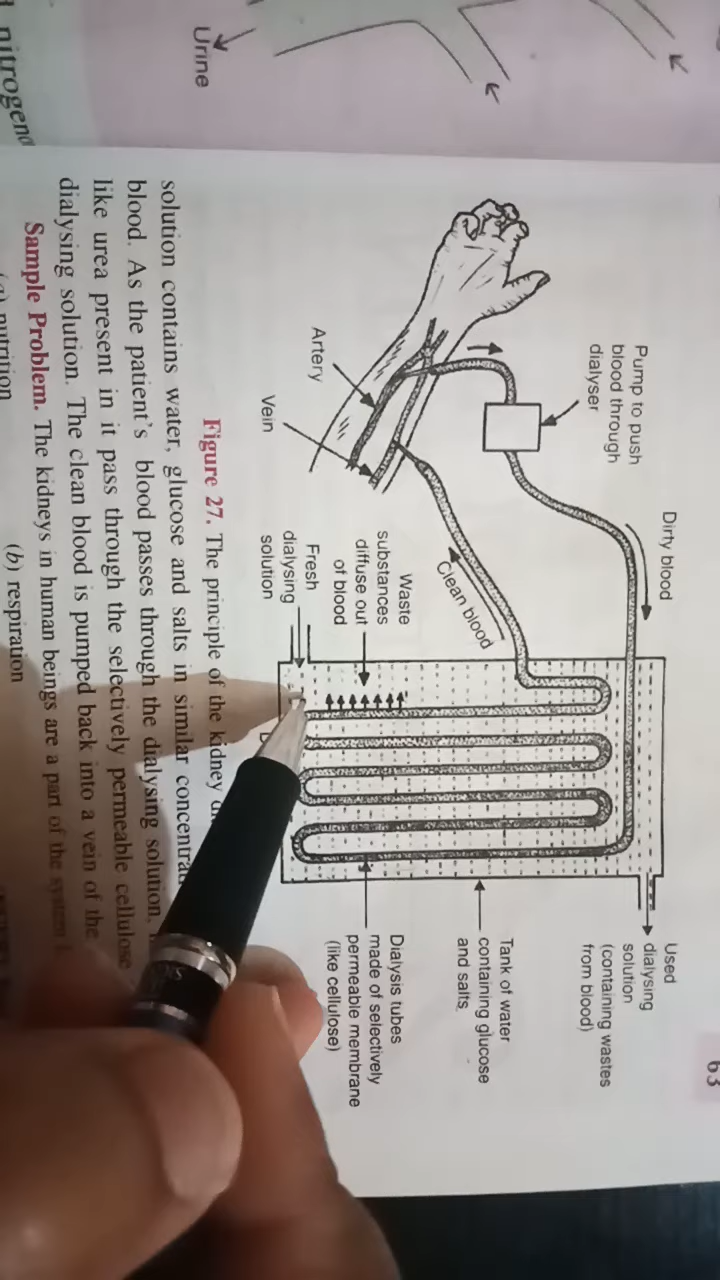 63
Urine
nitrogeno
Pump to push
blood through
dialyser
Dirty blood
Artery
Vein
Clean blood
Waste
substances
diffuse out
of blood
Fresh
dialysing
solution
Used
dialysing
solution
(containing wastes
from blood)
Tank of water
containing glucose
and salts.
Dialysis tubes
made of selectively
permeable membrane
(like cellulose)
Figure 27. The principle of the kidney
solution contains water, glucose and salts in similar
blood. As the patient's blood passes through the dialysing solution,
like urea present in it pass through the selectively permeable cellulose
dialysing solution. The clean blood is pumped back into a vein of the
Sample Problem. The kidneys in human beings are a part of the system
(a) nutrition (b) respiration